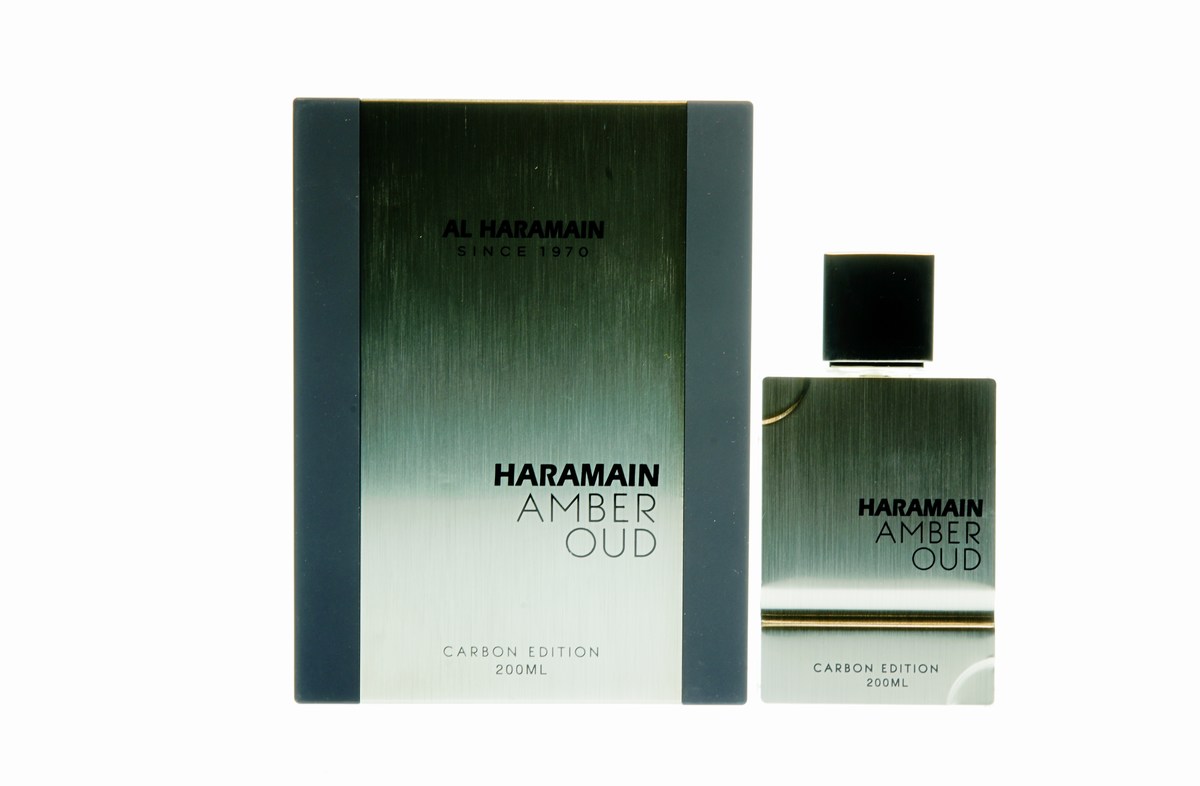 AL HARAMAIN
SINCE 1970
HARAMAIN
AMBER
OUD
CARBON EDITION
200ML
HARAMAIN
AMBER
OUD
CARBON EDITION
200ML